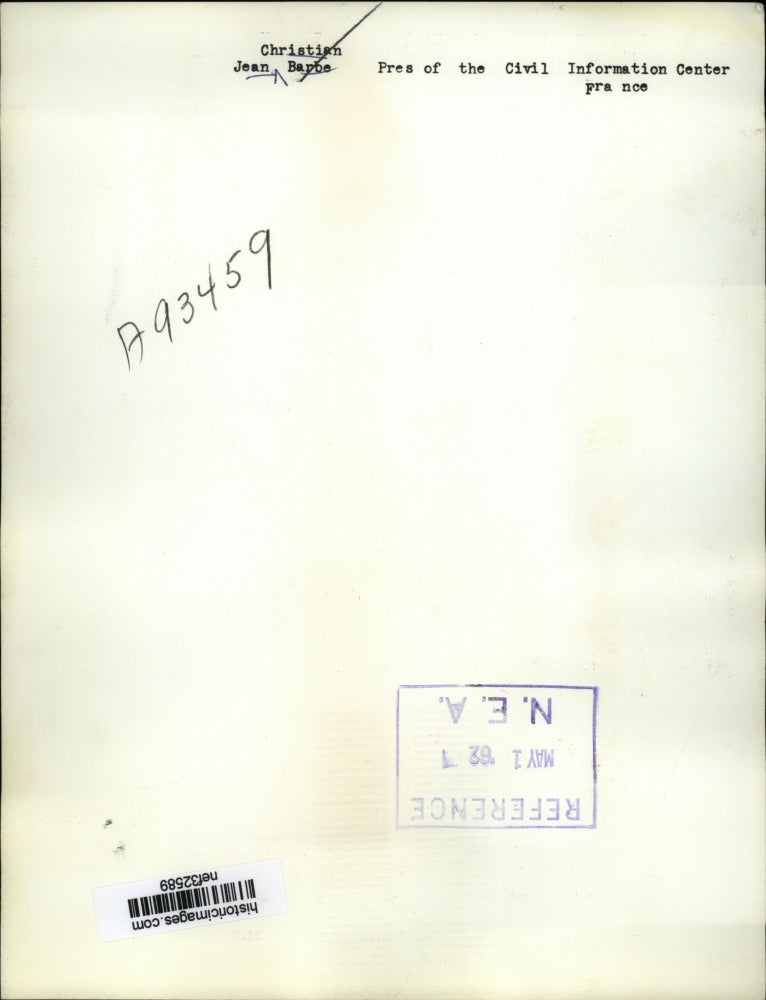 Christian
Jean Barbe Pres of the Civil Information Center
Fra nce
A93459
REFERENCE
MAY 1 '62
N.E.A.
historicimages.com
nef32589